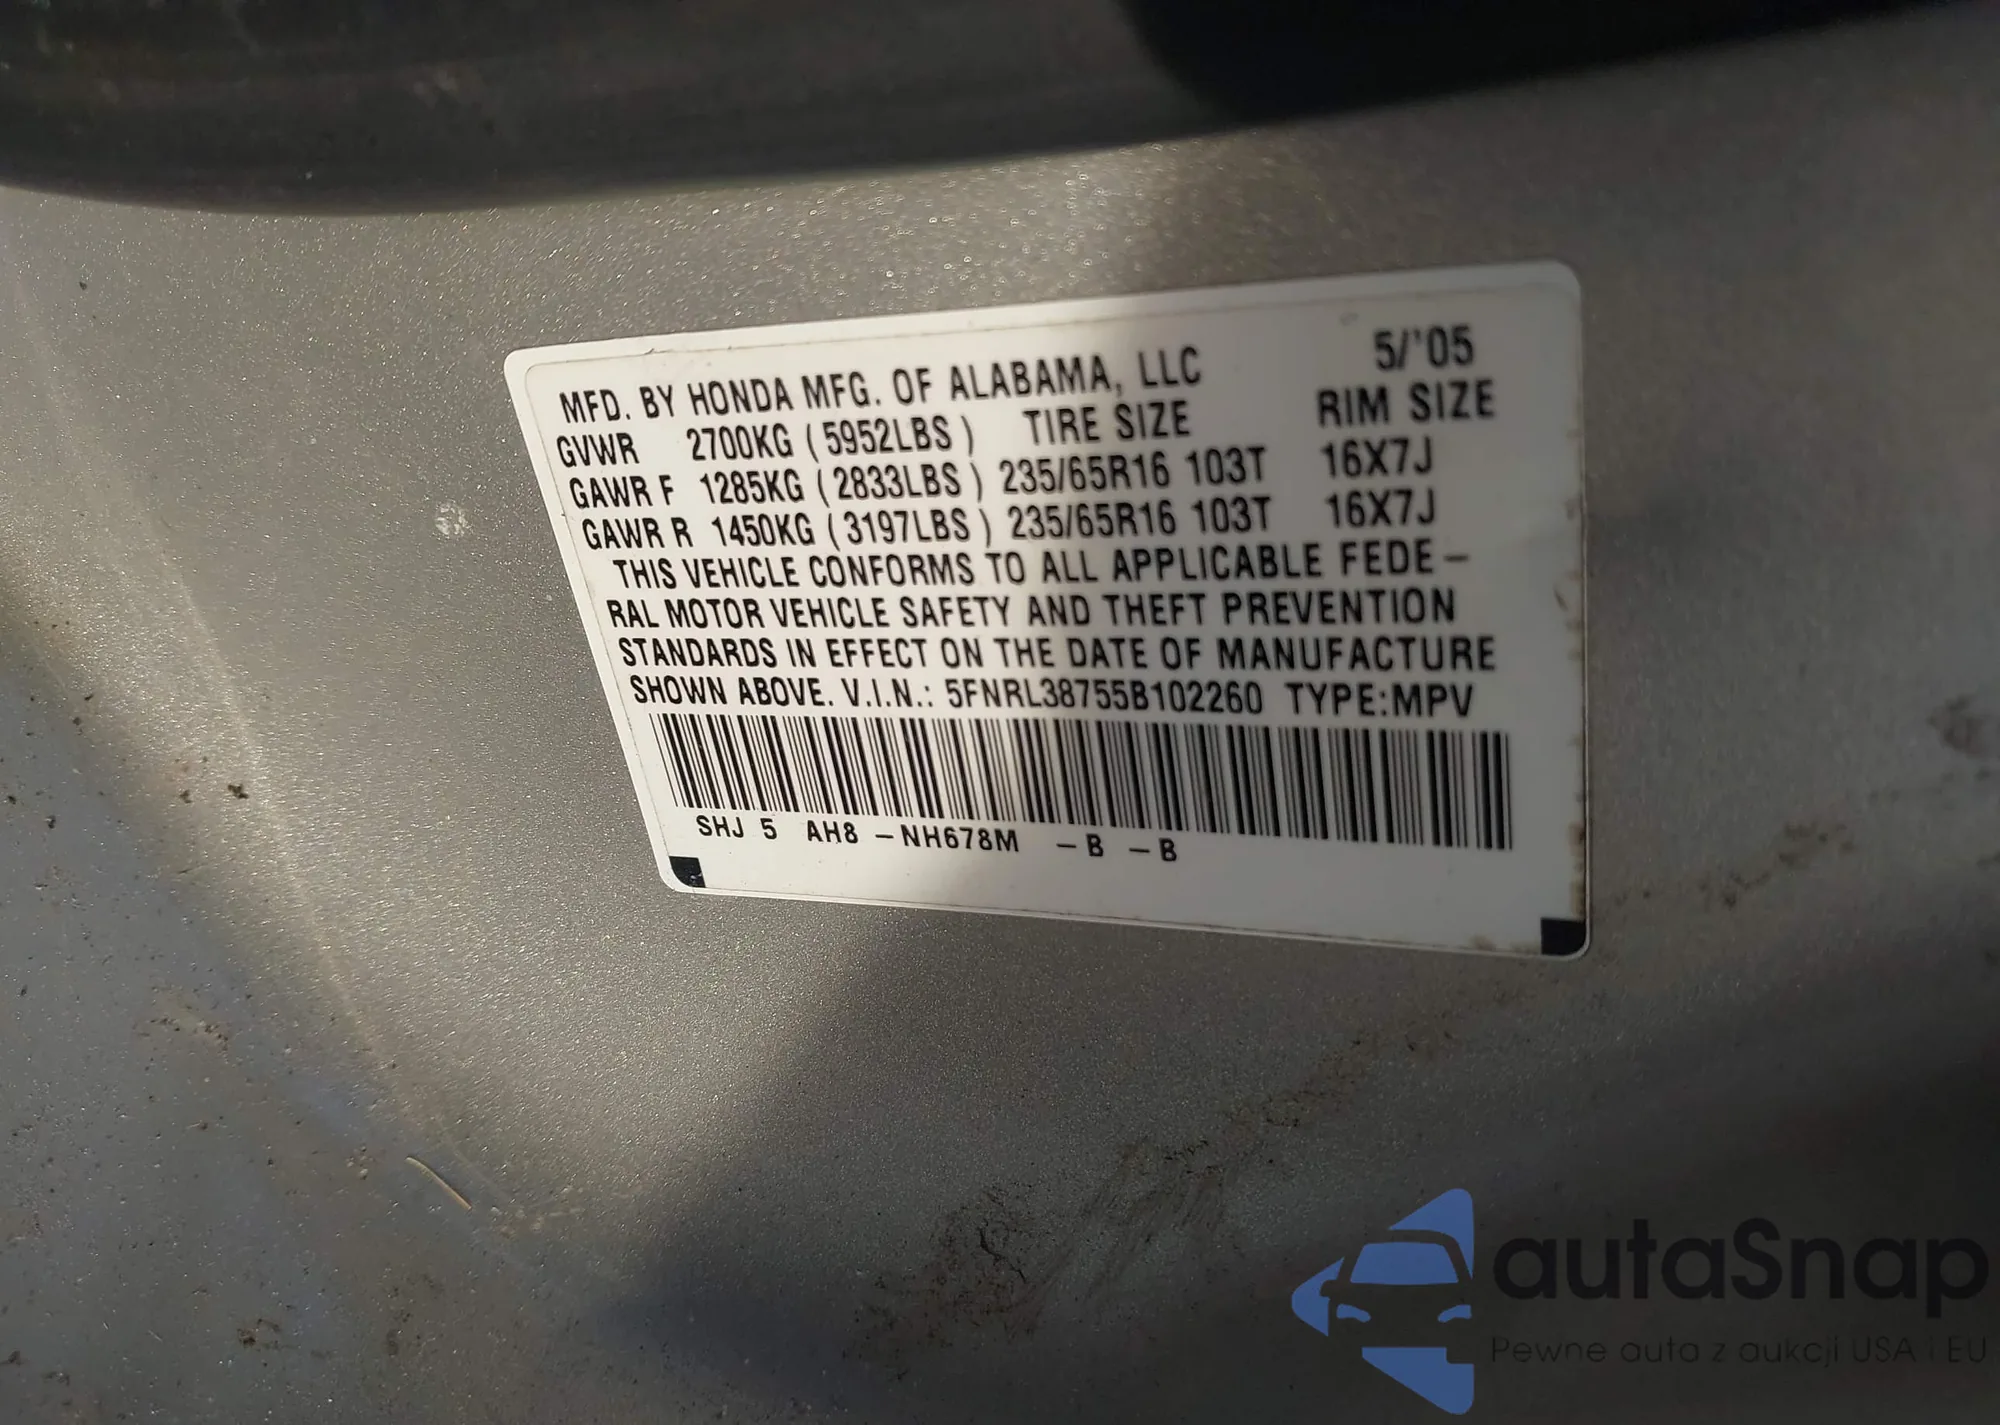 MFD. BY HONDA MFG. OF ALABAMA, LLC 5/'05
GVWR 2700KG (5952LBS) TIRE SIZE RIM SIZE
GAWR F 1285KG (2833LBS) 235/65R16 103T 16X7J
GAWR R 1450KG (3197LBS) 235/65R16 103T 16X7J
THIS VEHICLE CONFORMS TO ALL APPLICABLE FEDE-
RAL MOTOR VEHICLE SAFETY AND THEFT PREVENTION
STANDARDS IN EFFECT ON THE DATE OF MANUFACTURE
SHOWN ABOVE. V.I.N.: 5FNRL38755B102260 TYPE:MPV
SHJ 5 AH8 -NH678M -B -B
autaSnap
Pewne auta z aukcji USA i EU